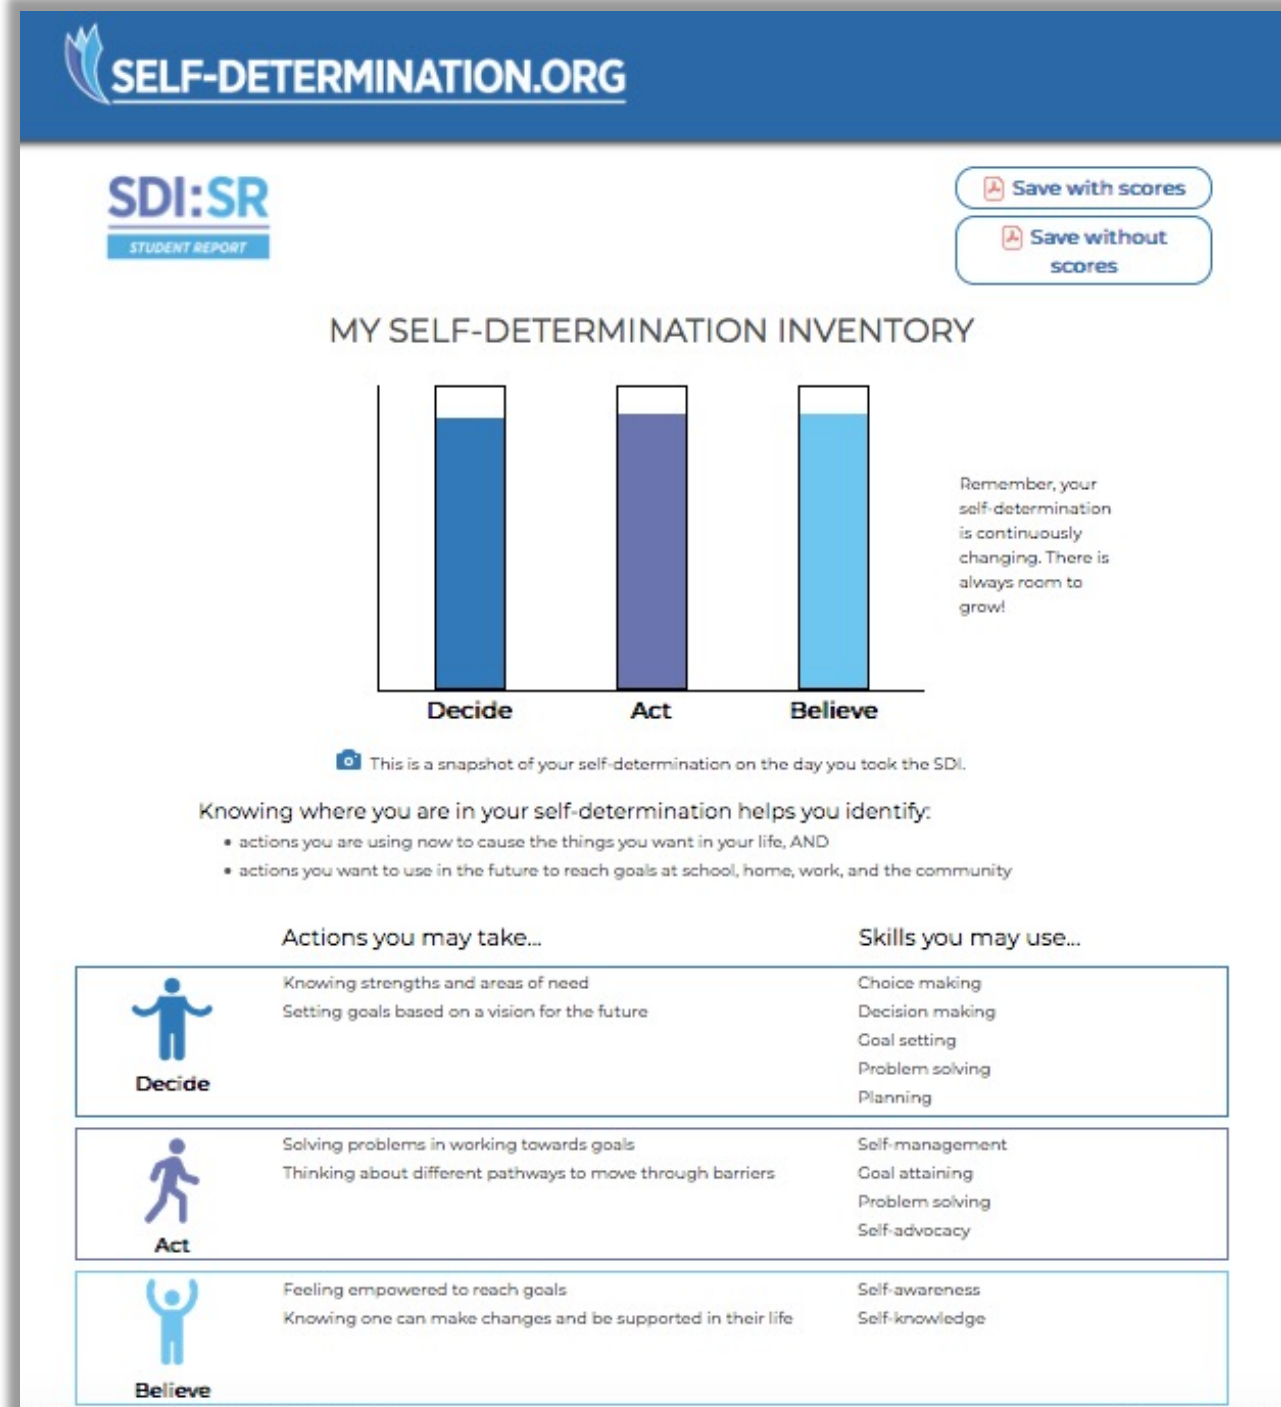 SELF-DETERMINATION.ORG
SDI:SR
STUDENT REPORT
Save with scores
Save without
scores
MY SELF-DETERMINATION INVENTORY
Remember, your
self-determination
is continuously
changing. There is
always room to
grow!
Decide
Act
Believe
This is a snapshot of your self-determination on the day you took the SDI.
Knowing where you are in your self-determination helps you identify:
• actions you are using now to cause the things you want in your life, AND
• actions you want to use in the future to reach goals at school, home, work, and the community
Actions you may take...
Skills you may use...
Decide
Knowing strengths and areas of need
Setting goals based on a vision for the future
Choice making
Decision making
Goal setting
Problem solving
Planning
Act
Solving problems in working towards goals
Thinking about different pathways to move through barriers
Self-management
Goal attaining
Problem solving
Self-advocacy
Believe
Feeling empowered to reach goals
Knowing one can make changes and be supported in their life
Self-awareness
Self-knowledge